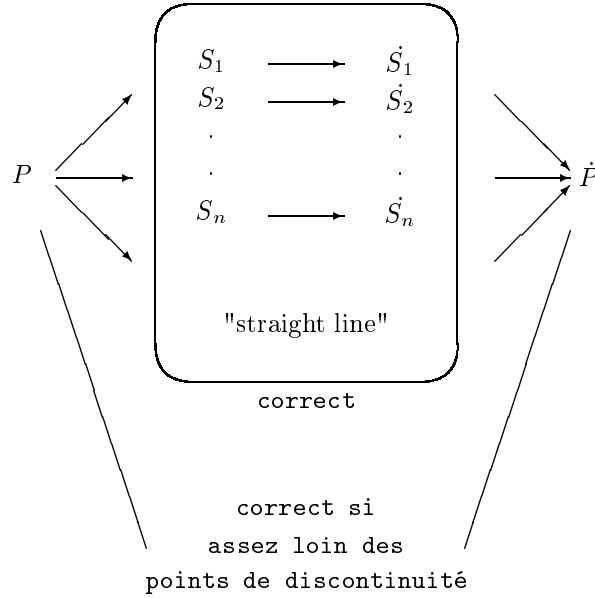 S₁ Ṡ₁
S₂ Ṡ₂
. .
P . . Ṗ
Sₙ Ṡₙ
"straight line"
correct
correct si
assez loin des
points de discontinuité